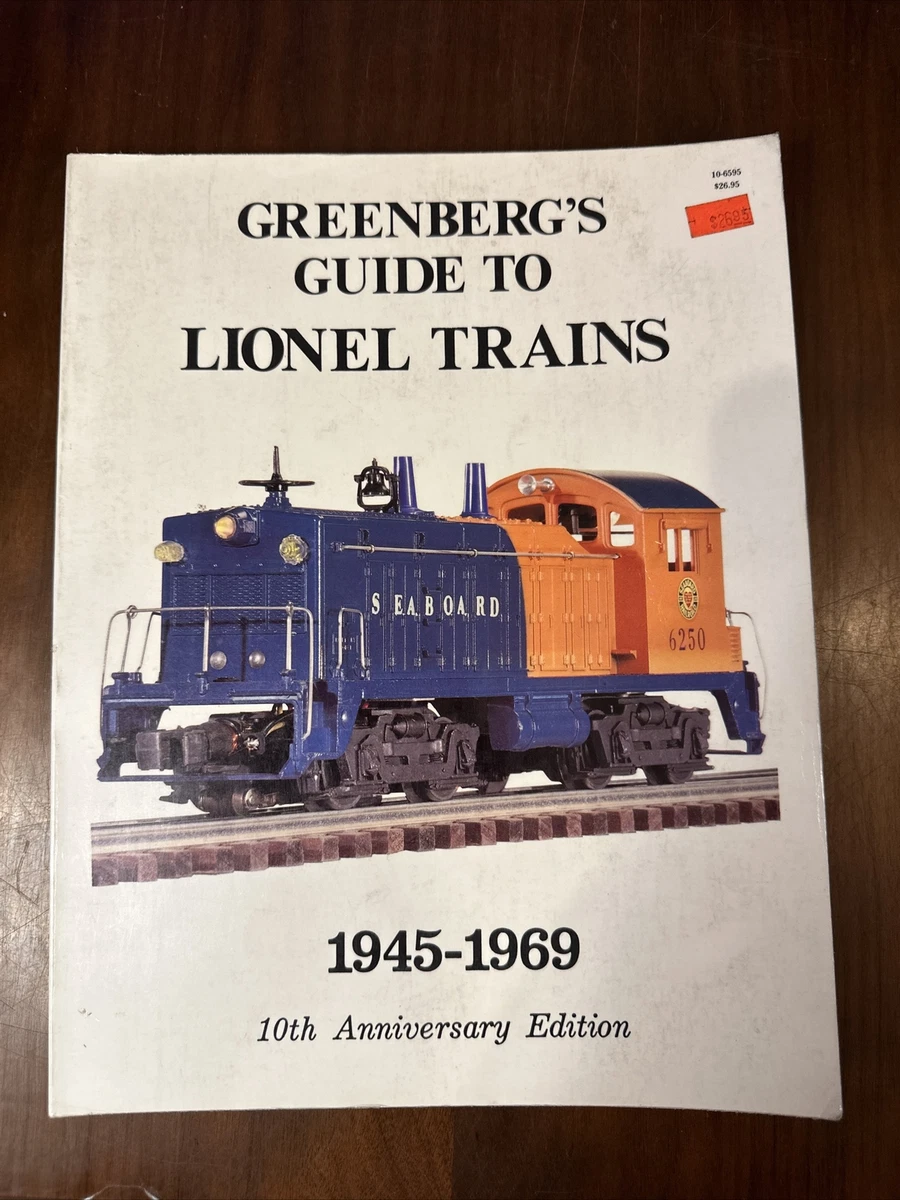 10-6595
$26.95
$26.95
GREENBERG'S
GUIDE TO
LIONEL TRAINS
SEABOARD
6250
1945-1969
10th Anniversary Edition